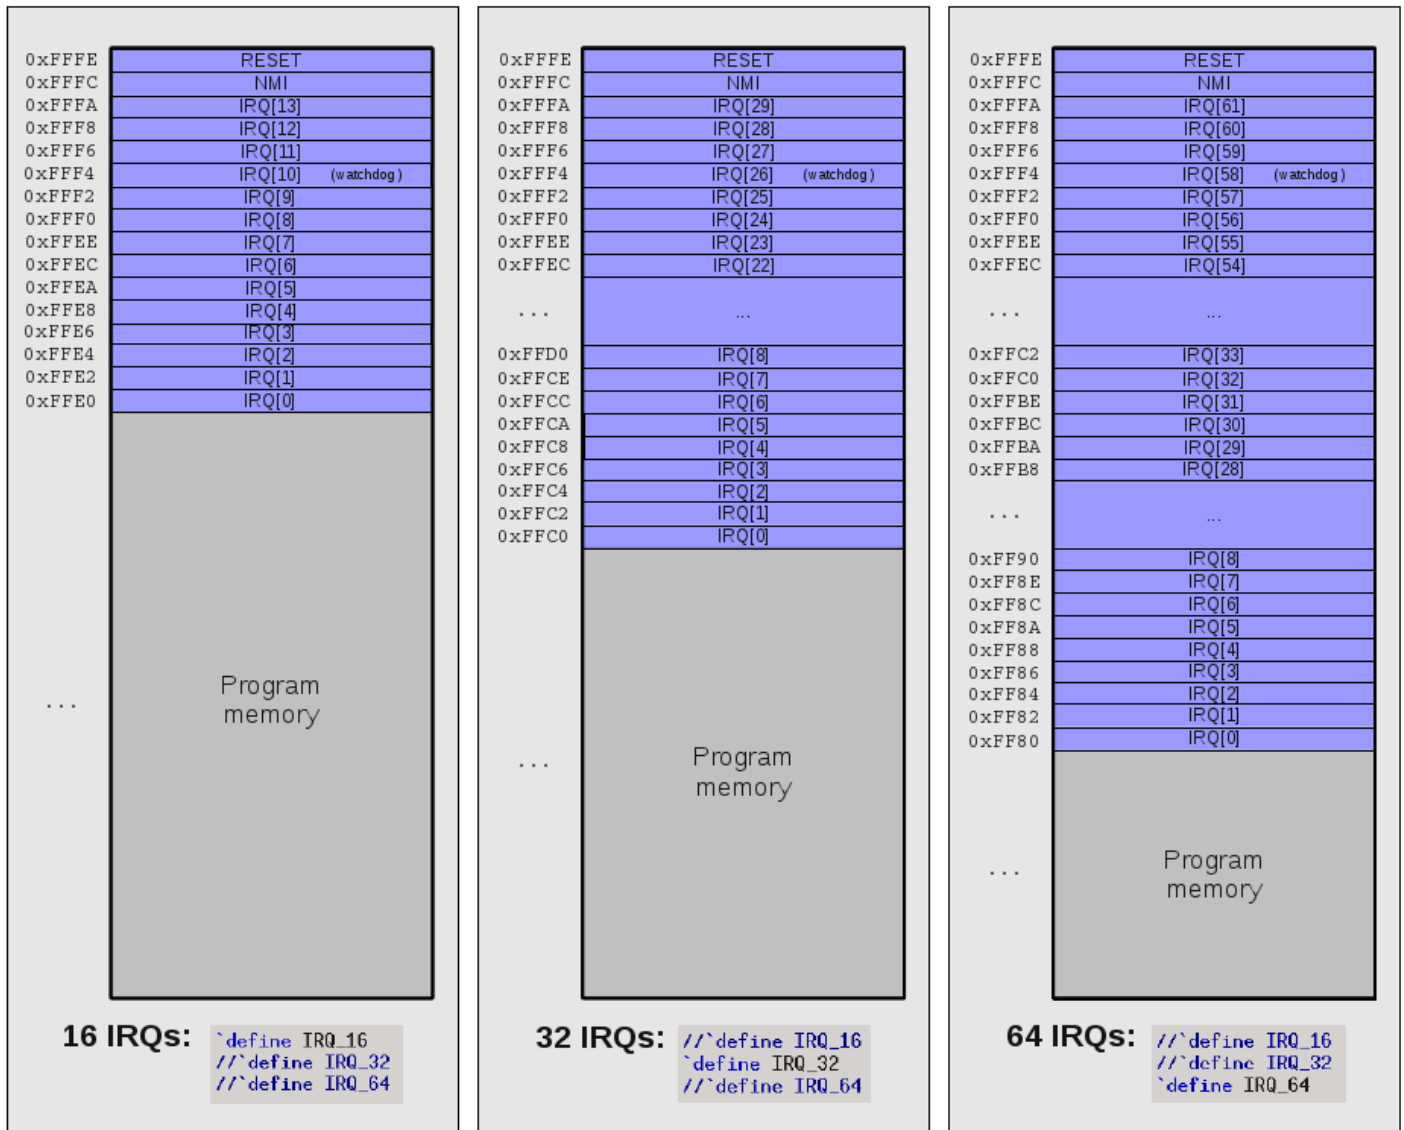 0xFFFE RESET
0xFFFC NMI
0xFFFA IRQ[13]
0xFFF8 IRQ[12]
0xFFF6 IRQ[11]
0xFFF4 IRQ[10] (watchdog)
0xFFF2 IRQ[9]
0xFFF0 IRQ[8]
0xFFEE IRQ[7]
0xFFEC IRQ[6]
0xFFEA IRQ[5]
0xFFE8 IRQ[4]
0xFFE6 IRQ[3]
0xFFE4 IRQ[2]
0xFFE2 IRQ[1]
0xFFE0 IRQ[0]
...
Program
memory
16 IRQs:
`define IRQ_16
//`define IRQ_32
//`define IRQ_64
0xFFFE RESET
0xFFFC NMI
0xFFFA IRQ[29]
0xFFF8 IRQ[28]
0xFFF6 IRQ[27]
0xFFF4 IRQ[26] (watchdog)
0xFFF2 IRQ[25]
0xFFF0 IRQ[24]
0xFFEE IRQ[23]
0xFFEC IRQ[22]
... ...
0xFFD0 IRQ[8]
0xFFCE IRQ[7]
0xFFCC IRQ[6]
0xFFCA IRQ[5]
0xFFC8 IRQ[4]
0xFFC6 IRQ[3]
0xFFC4 IRQ[2]
0xFFC2 IRQ[1]
0xFFC0 IRQ[0]
...
Program
memory
32 IRQs:
//`define IRQ_16
`define IRQ_32
//`define IRQ_64
0xFFFE RESET
0xFFFC NMI
0xFFFA IRQ[61]
0xFFF8 IRQ[60]
0xFFF6 IRQ[59]
0xFFF4 IRQ[58] (watchdog)
0xFFF2 IRQ[57]
0xFFF0 IRQ[56]
0xFFEE IRQ[55]
0xFFEC IRQ[54]
... ...
0xFFC2 IRQ[33]
0xFFC0 IRQ[32]
0xFFBE IRQ[31]
0xFFBC IRQ[30]
0xFFBA IRQ[29]
0xFFB8 IRQ[28]
... ...
0xFF90 IRQ[8]
0xFF8E IRQ[7]
0xFF8C IRQ[6]
0xFF8A IRQ[5]
0xFF88 IRQ[4]
0xFF86 IRQ[3]
0xFF84 IRQ[2]
0xFF82 IRQ[1]
0xFF80 IRQ[0]
...
Program
memory
64 IRQs:
//`define IRQ_16
//`define IRQ_32
`define IRQ_64